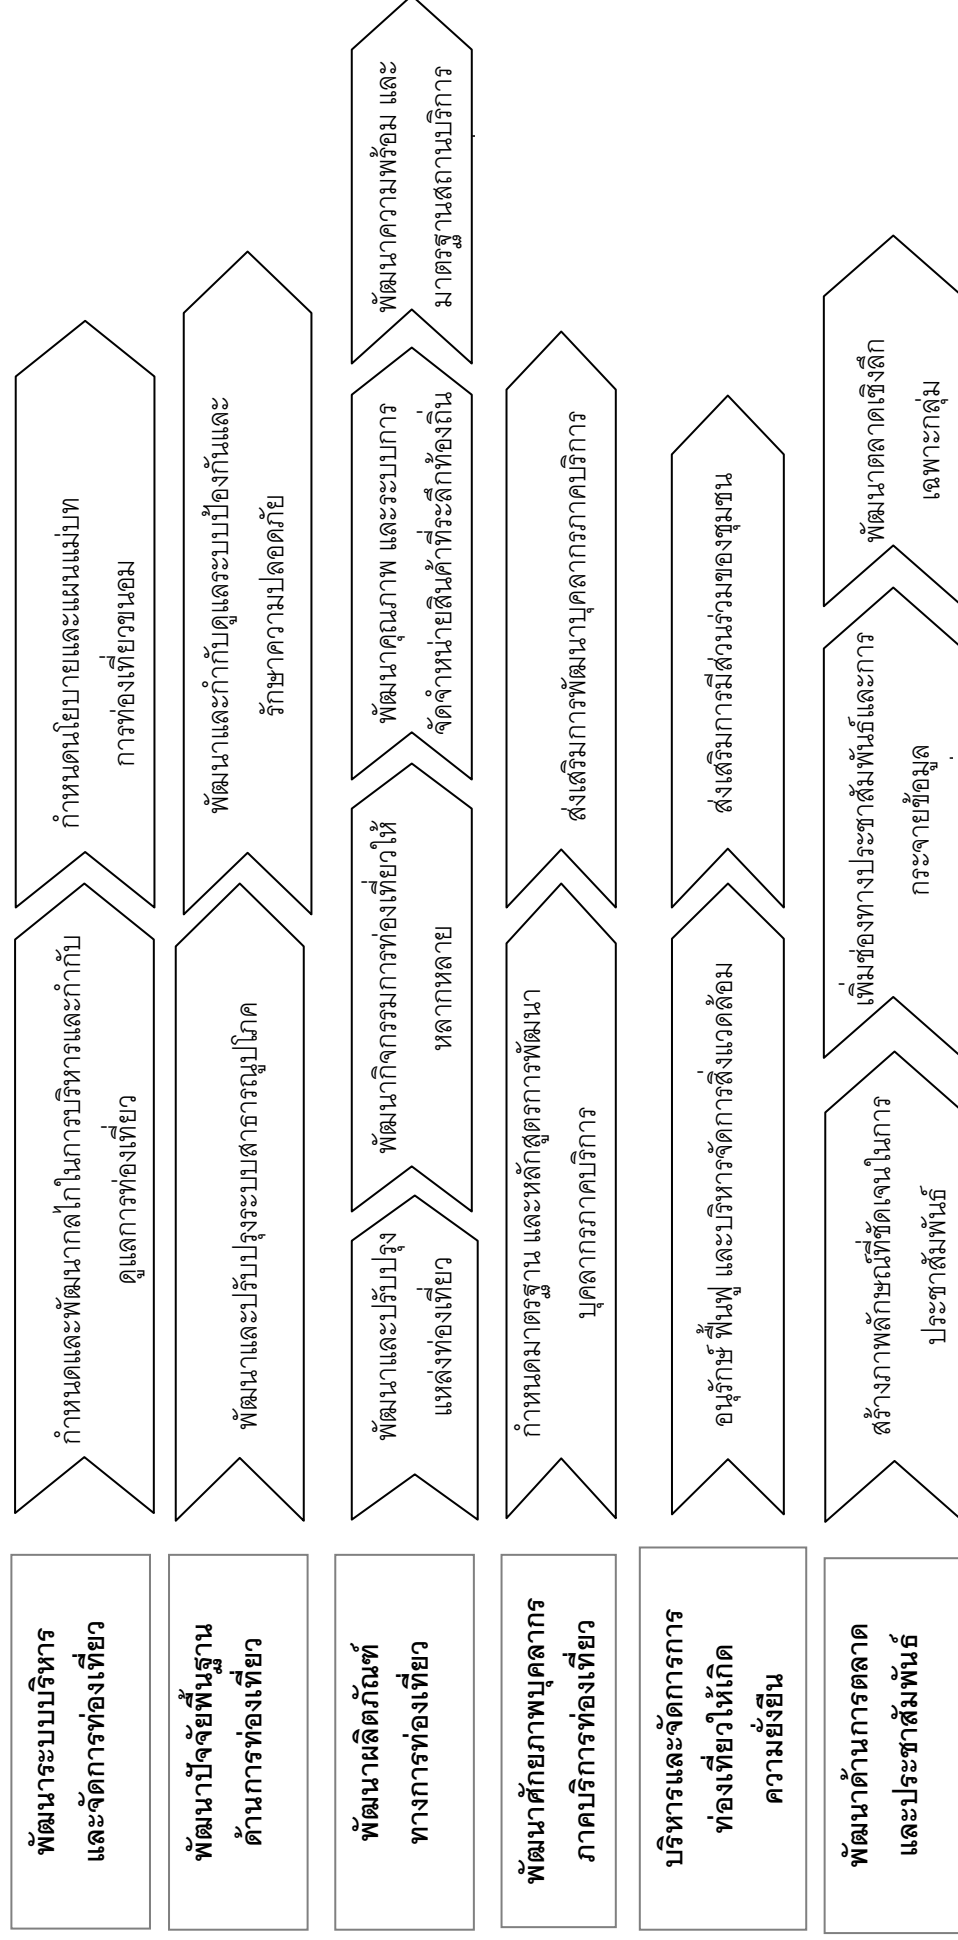 พัฒนาระบบบริหาร
และจัดการท่องเที่ยว
กำหนดและพัฒนากลไกในการบริหารและกำกับ
ดูแลการท่องเที่ยว
กำหนดนโยบายและแผนแม่บท
การท่องเที่ยวขนอม
พัฒนาปัจจัยพื้นฐาน
ด้านการท่องเที่ยว
พัฒนาและปรับปรุงระบบสาธารณูปโภค
พัฒนาและกำกับดูแลระบบป้องกันและ
รักษาความปลอดภัย
พัฒนาผลิตภัณฑ์
ทางการท่องเที่ยว
พัฒนาและปรับปรุง
แหล่งท่องเที่ยว
พัฒนากิจกรรมการท่องเที่ยวให้
หลากหลาย
พัฒนาคุณภาพ และระบบการ
จัดจำหน่ายสินค้าที่ระลึกท้องถิ่น
พัฒนาความพร้อม และ
มาตรฐานสถานบริการ
พัฒนาศักยภาพบุคลากร
ภาคบริการท่องเที่ยว
กำหนดมาตรฐาน และหลักสูตรการพัฒนา
บุคลากรภาคบริการ
ส่งเสริมการพัฒนาบุคลากรภาคบริการ
บริหารและจัดการการ
ท่องเที่ยวให้เกิด
ความยั่งยืน
อนุรักษ์ ฟื้นฟู และบริหารจัดการสิ่งแวดล้อม
ส่งเสริมการมีส่วนร่วมของชุมชน
พัฒนาด้านการตลาด
และประชาสัมพันธ์
สร้างภาพลักษณ์ที่ชัดเจนในการ
ประชาสัมพันธ์
เพิ่มช่องทางประชาสัมพันธ์และการ
กระจายข้อมูล
พัฒนาตลาดเชิงลึก
เฉพาะกลุ่ม